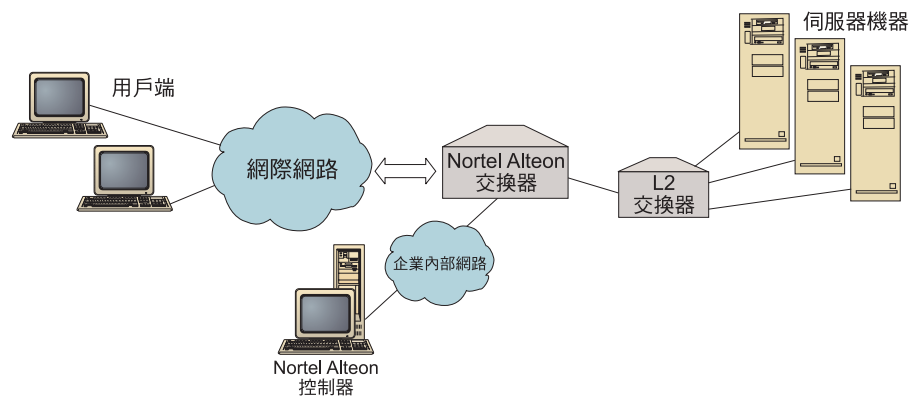 伺服器機器
用戶端
網際網路
Nortel Alteon
交換器
L2
交換器
企業內部網路
Nortel Alteon
控制器